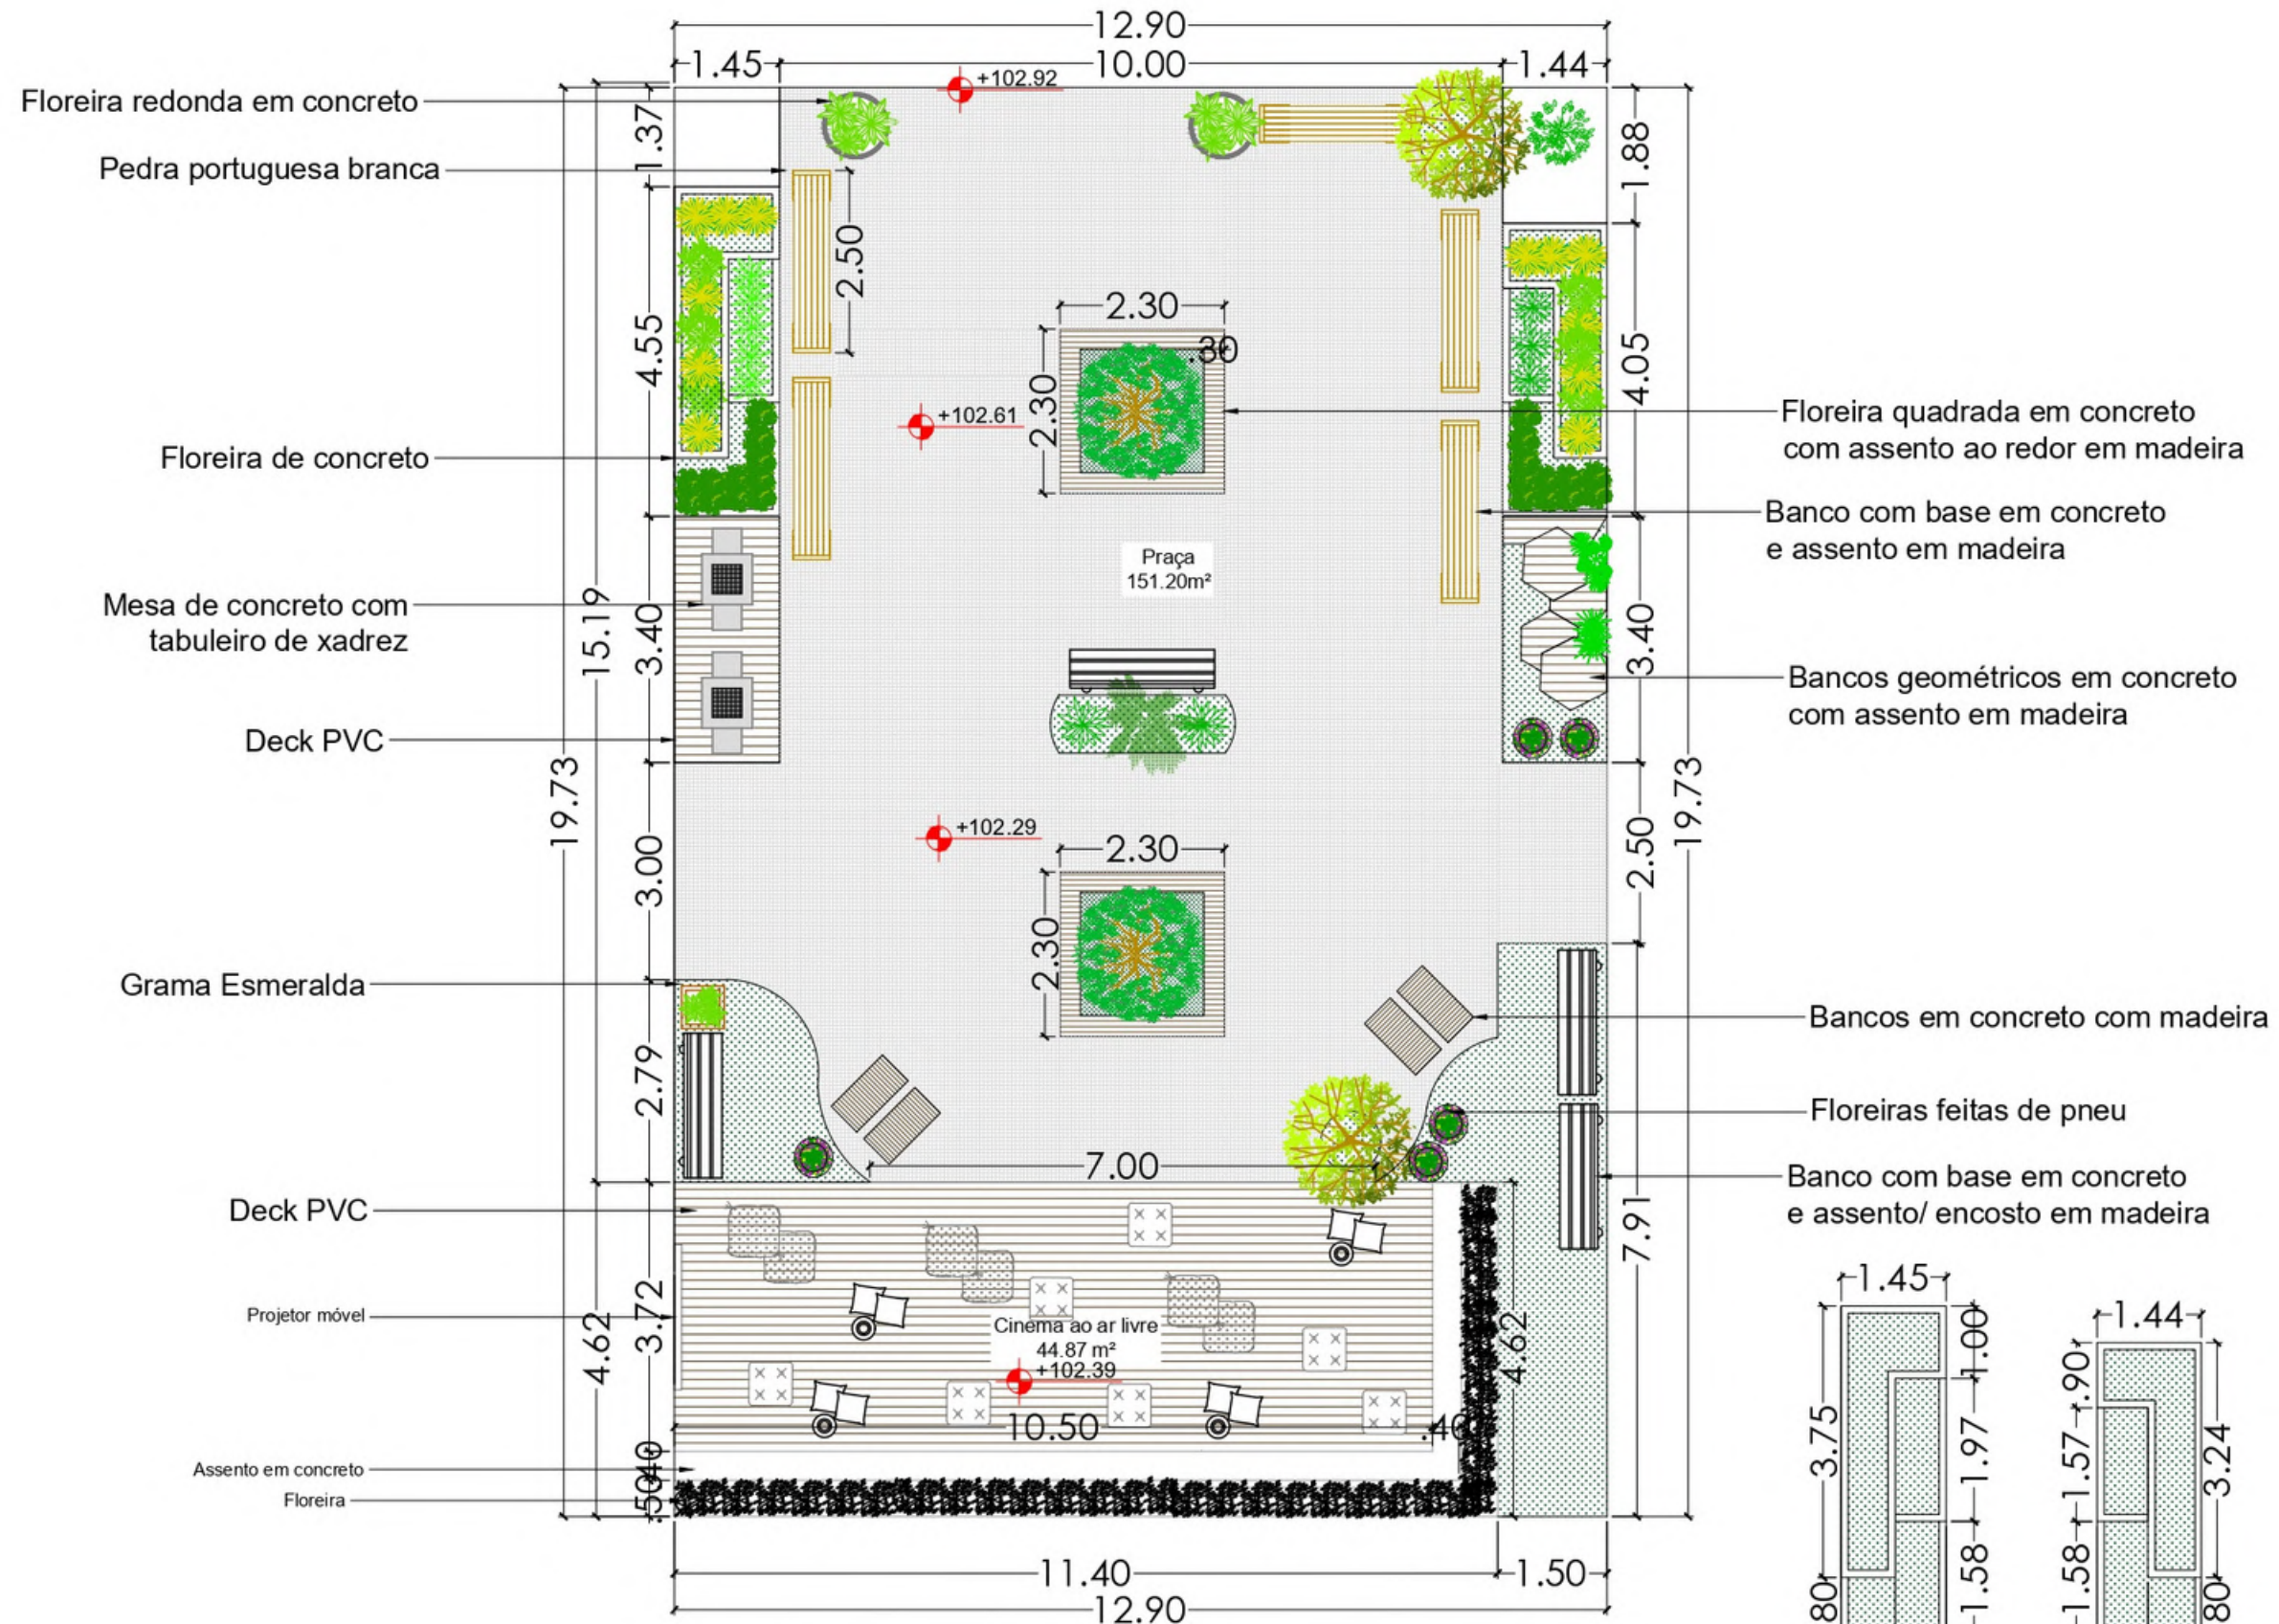 12.90
1.45
10.00
1.44
Floreira redonda em concreto
+102.92
1.37
1.88
Pedra portuguesa branca
2.50
2.30
.30
4.55
4.05
2.30
+102.61
Floreira quadrada em concreto
com assento ao redor em madeira
Floreira de concreto
Banco com base em concreto
e assento em madeira
Praça
151.20m²
Mesa de concreto com
tabuleiro de xadrez
15.19
3.40
3.40
Bancos geométricos em concreto
com assento em madeira
Deck PVC
19.73
19.73
+102.29
2.30
3.00
2.50
2.30
Grama Esmeralda
Bancos em concreto com madeira
2.79
Floreiras feitas de pneu
7.00
Banco com base em concreto
e assento/ encosto em madeira
Deck PVC
7.91
Projetor móvel
4.62
3.72
Cinema ao ar livre
44.87 m²
+102.39
4.62
10.50
.40
Assento em concreto
.40
Floreira
.50
11.40
1.50
12.90
1.45
1.00
3.75
1.97
1.58
80
1.44
.90
1.57
3.24
1.58
80